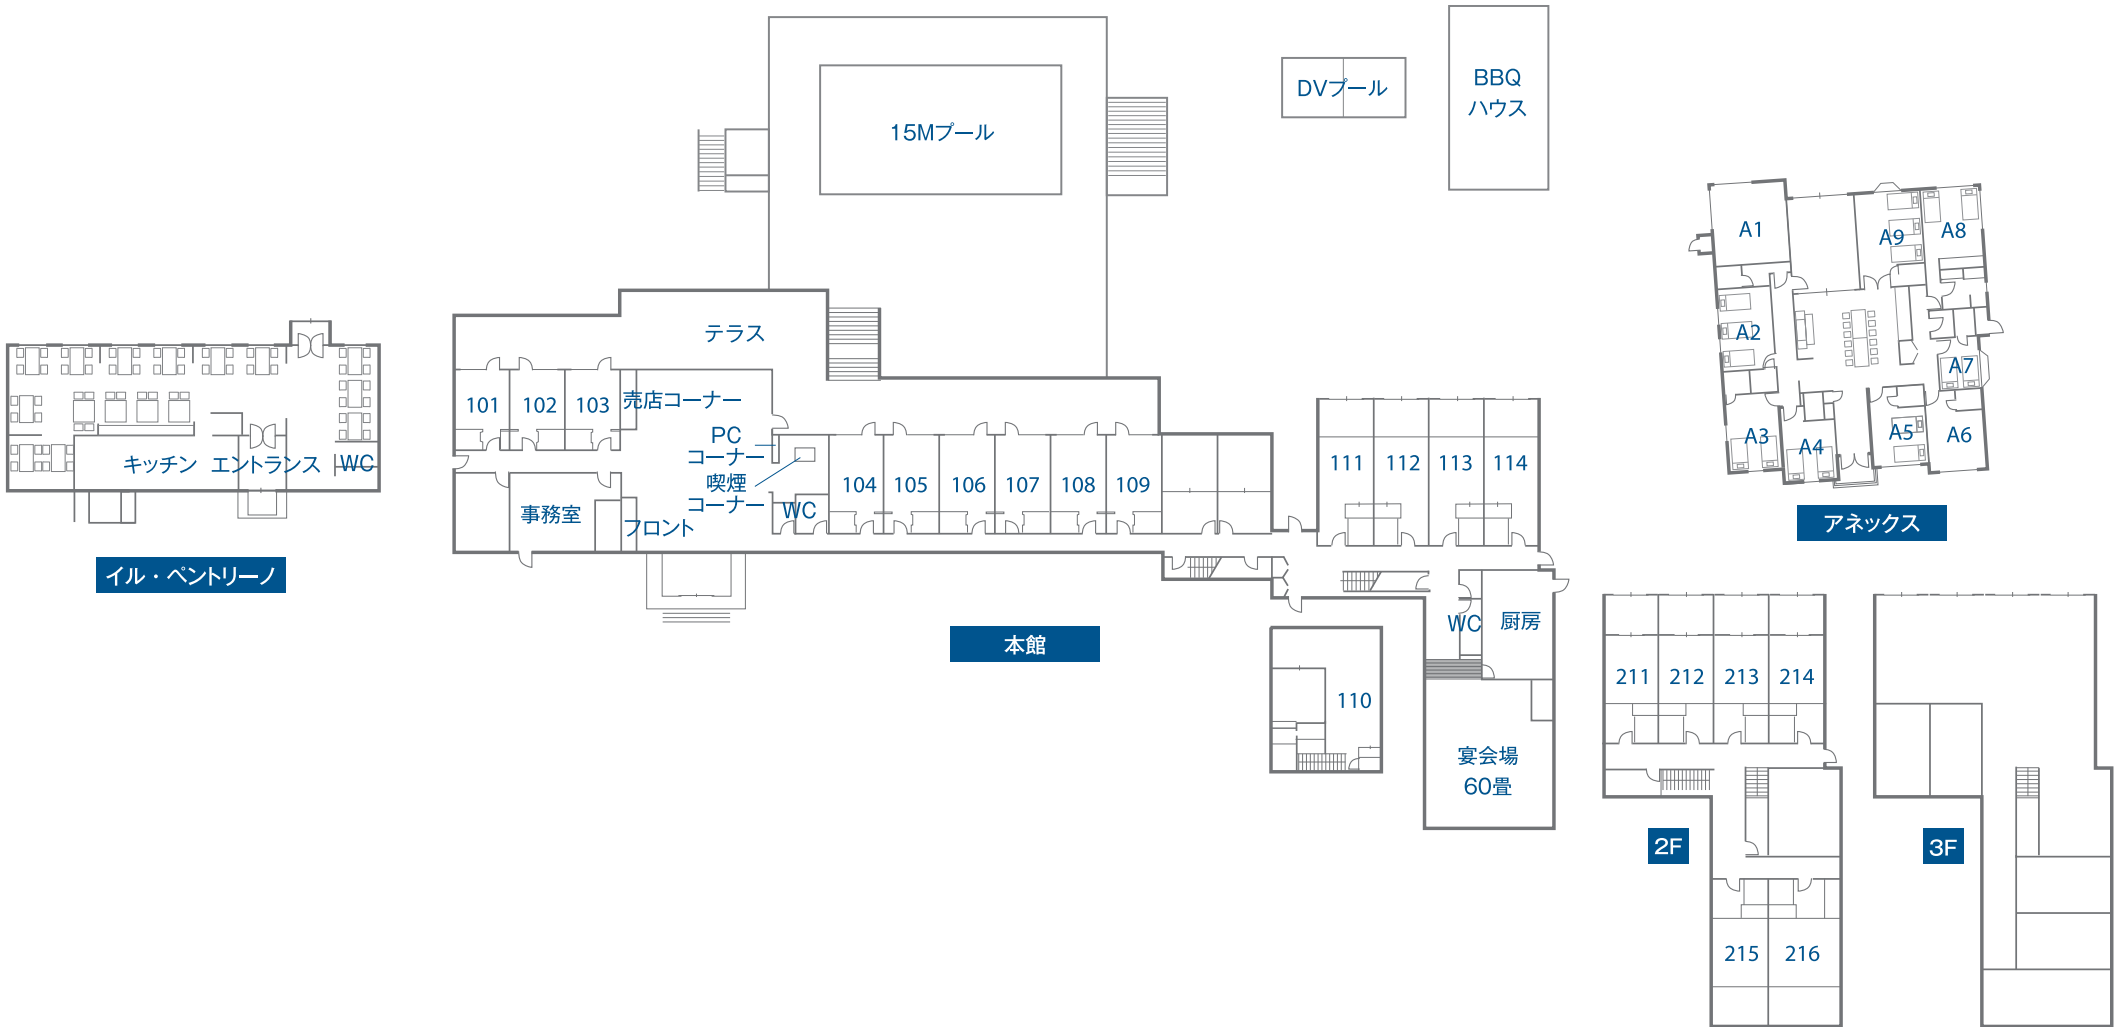 15Mプール
DVプール
BBQ
ハウス
テラス
101
102
103
売店コーナー
PC
コーナー
喫煙
コーナー
WC
事務室
フロント
104
105
106
107
108
109
111
112
113
114
WC
厨房
110
宴会場
60畳
本館
キッチン
エントランス
WC
イル・ペントリーノ
A1
A2
A3
A4
A5
A6
A7
A8
A9
アネックス
211
212
213
214
215
216
2F
3F